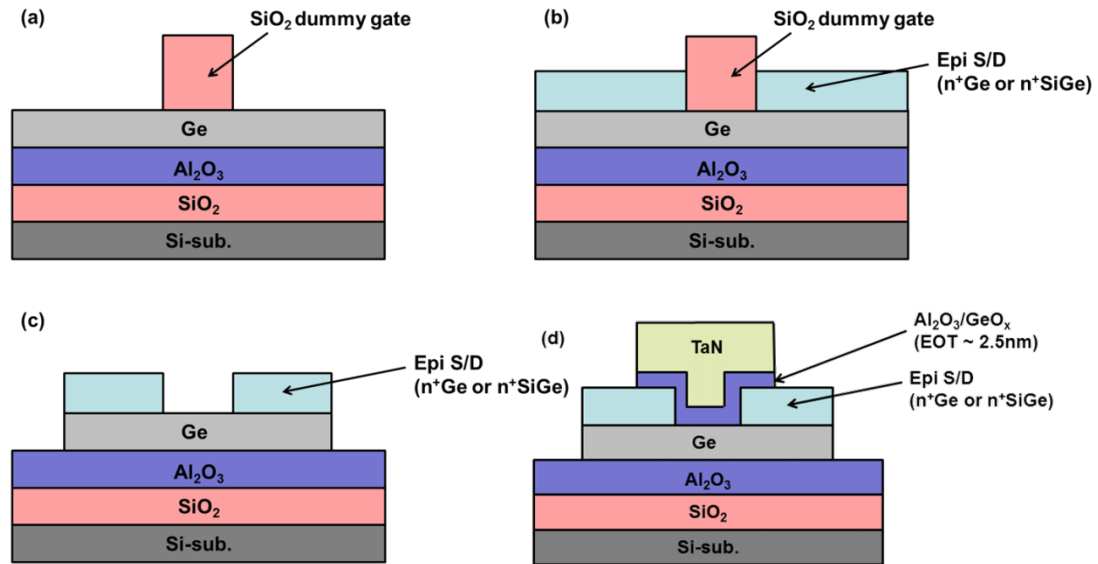 (a)
SiO₂ dummy gate
Ge
Al₂O₃
SiO₂
Si-sub.
(b)
SiO₂ dummy gate
Epi S/D
(n⁺Ge or n⁺SiGe)
Ge
Al₂O₃
SiO₂
Si-sub.
(c)
Epi S/D
(n⁺Ge or n⁺SiGe)
Ge
Al₂O₃
SiO₂
Si-sub.
(d)
TaN
Al₂O₃/GeOₓ
(EOT ~ 2.5nm)
Epi S/D
(n⁺Ge or n⁺SiGe)
Ge
Al₂O₃
SiO₂
Si-sub.